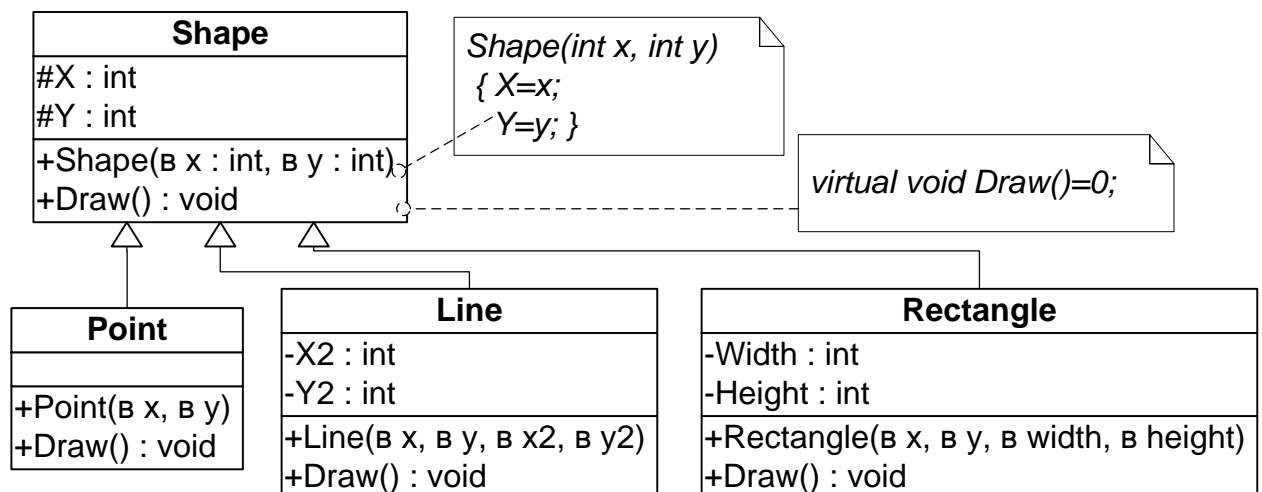 Shape
#X : int
#Y : int
+Shape(в x : int, в y : int)
+Draw() : void
Shape(int x, int y)
{ X=x;
Y=y; }
virtual void Draw()=0;
Point
+Point(в x, в y)
+Draw() : void
Line
-X2 : int
-Y2 : int
+Line(в x, в y, в x2, в y2)
+Draw() : void
Rectangle
-Width : int
-Height : int
+Rectangle(в x, в y, в width, в height)
+Draw() : void